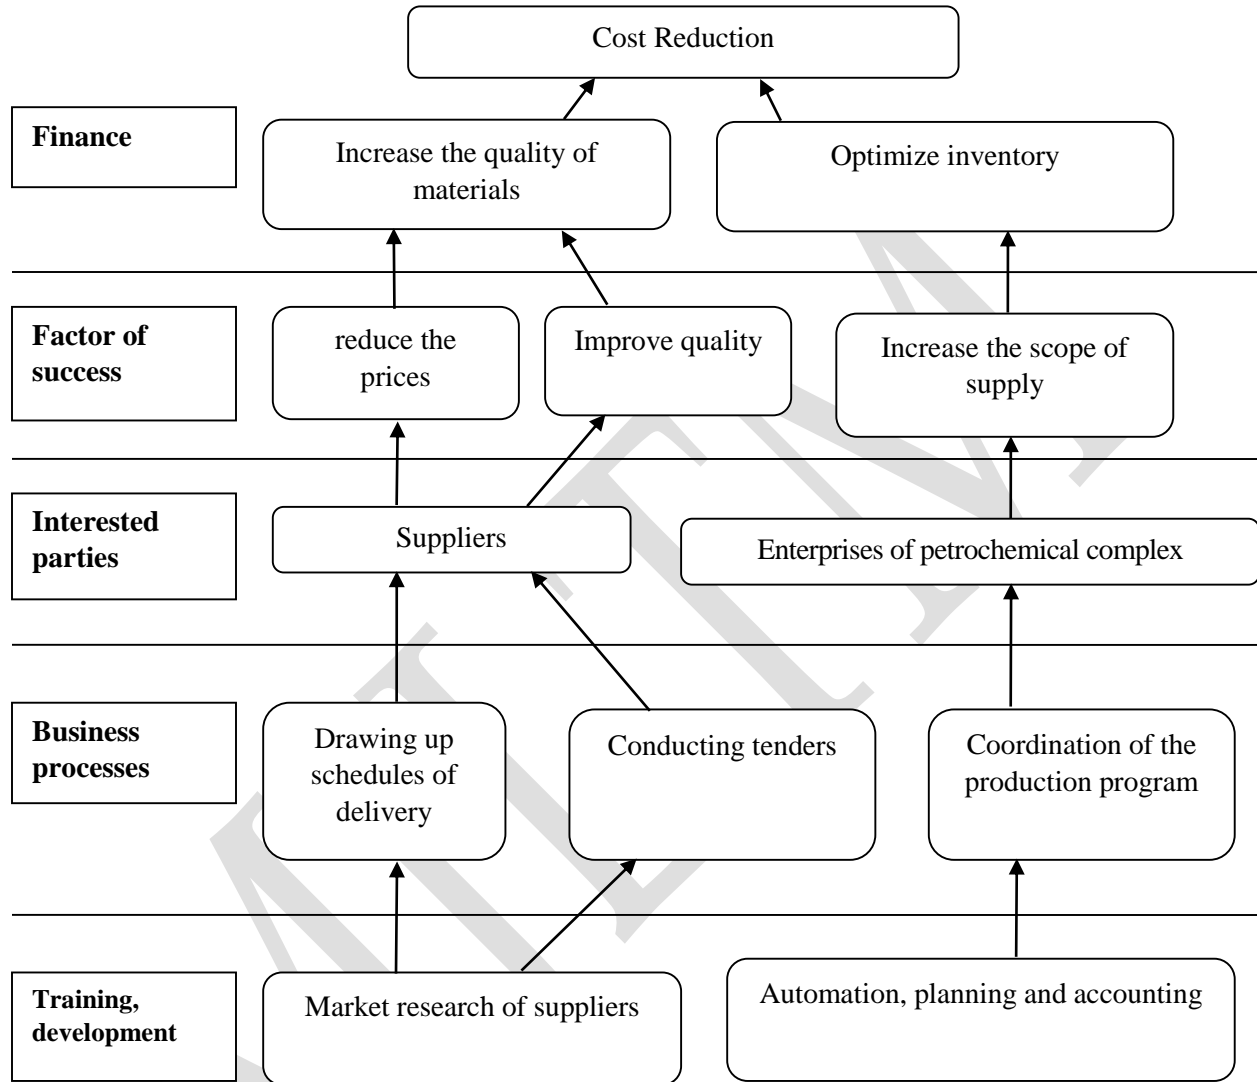 Cost Reduction
Finance
Increase the quality of
materials
Optimize inventory
Factor of
success
reduce the
prices
Improve quality
Increase the scope of
supply
Interested
parties
Suppliers
Enterprises of petrochemical complex
Business
processes
Drawing up
schedules of
delivery
Conducting tenders
Coordination of the
production program
Training,
development
Market research of suppliers
Automation, planning and accounting